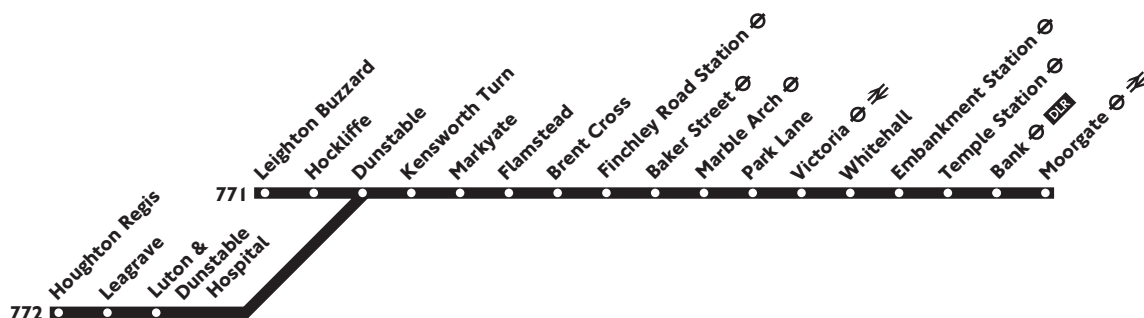 771
Leighton Buzzard
Hockliffe
Dunstable
Kensworth Turn
Markyate
Flamstead
Brent Cross
Finchley Road Station
Baker Street
Marble Arch
Park Lane
Victoria
Whitehall
Embankment Station
Temple Station
Bank DLR
Moorgate
772
Houghton Regis
Leagrave
Luton &
Dunstable
Hospital